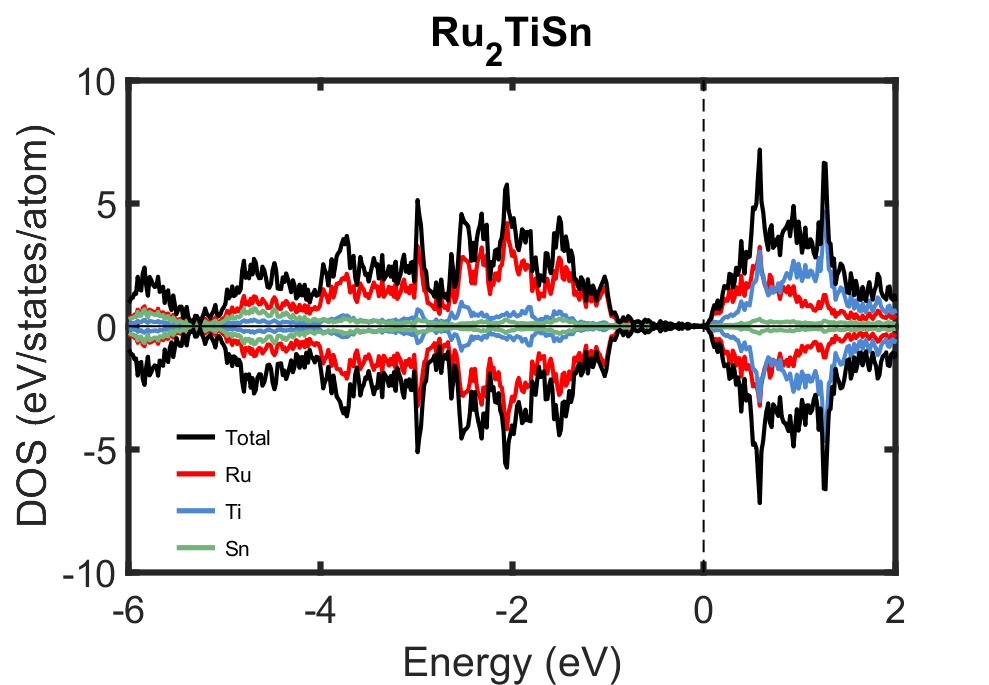 Ru2TiSn
10
5
0
-5
-10
DOS (eV/states/atom)
Total
Ru
Ti
Sn
-6 -4 -2 0 2
Energy (eV)